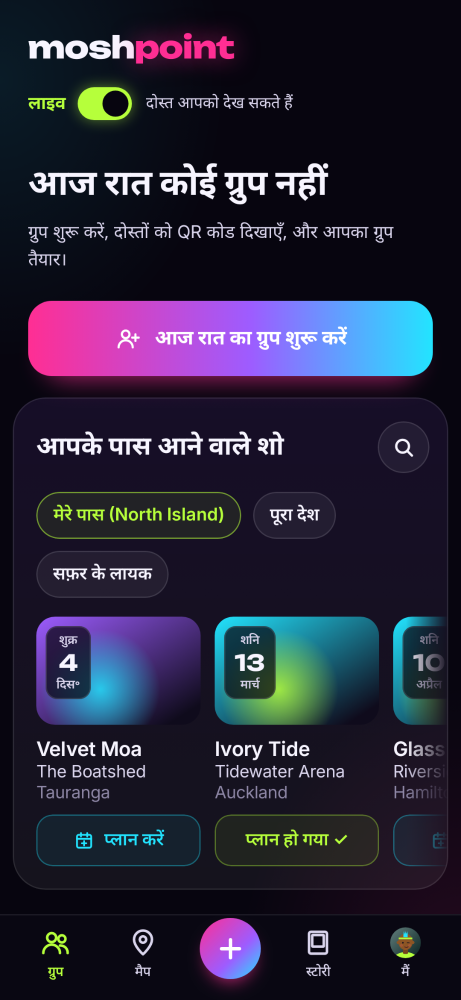 moshpoint
लाइव
दोस्त आपको देख सकते हैं
आज रात कोई ग्रुप नहीं
ग्रुप शुरू करें, दोस्तों को QR कोड दिखाएँ, और आपका ग्रुप
तैयार।
आज रात का ग्रुप शुरू करें
आपके पास आने वाले शो
मेरे पास (North Island)
पूरा देश
सफ़र के लायक
शुक्र
4
दिस॰
Velvet Moa
The Boatshed
Tauranga
प्लान करें
शनि
13
मार्च
Ivory Tide
Tidewater Arena
Auckland
प्लान हो गया ✓
शनि
10
अप्रैल
Glass
ग्रुप
मैप
स्टोरी
मैं